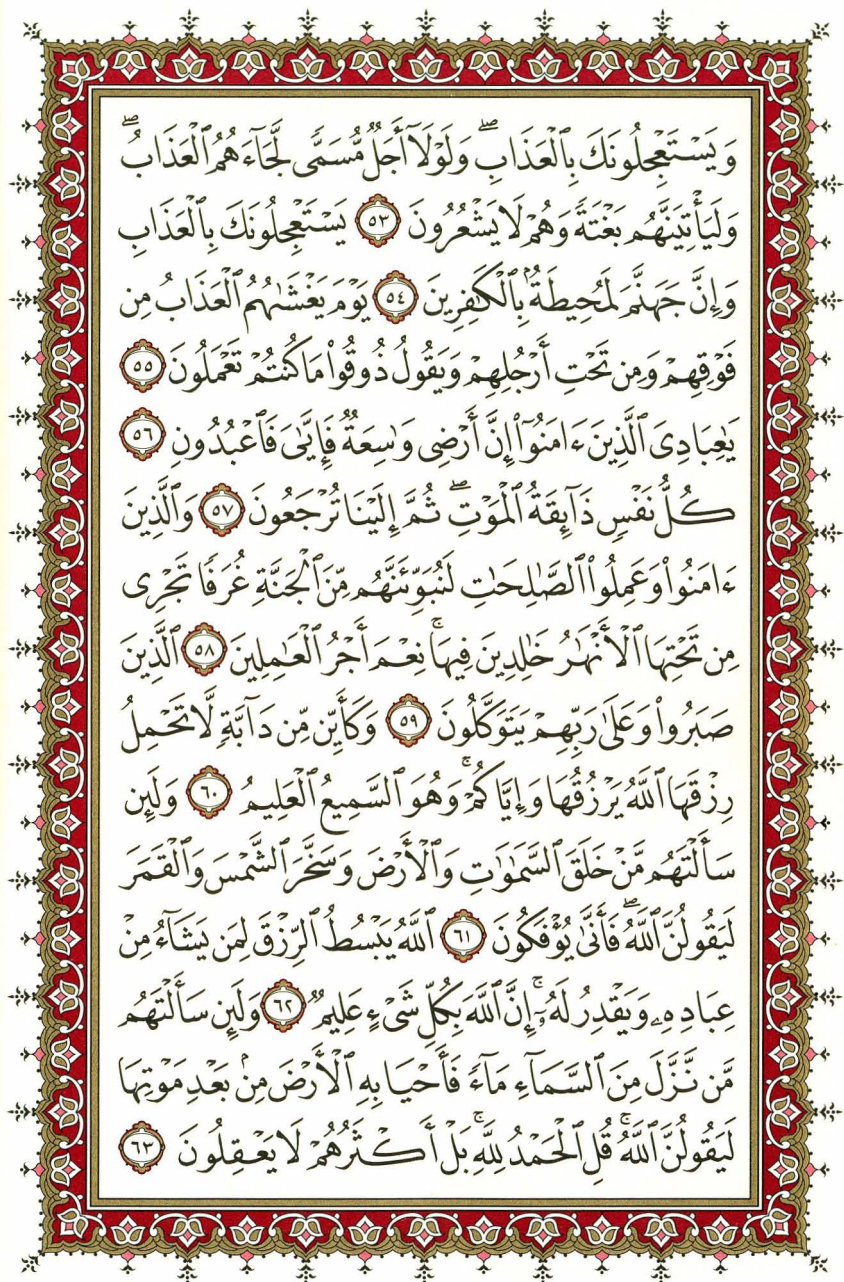 وَيَسۡتَعۡجِلُونَكَ بِٱلۡعَذَابِۖ وَلَوۡلَآ أَجَلٞ مُّسَمّٗى لَّجَآءَهُمُ ٱلۡعَذَابُۖ
وَلَيَأۡتِيَنَّهُم بَغۡتَةٗ وَهُمۡ لَا يَشۡعُرُونَ ٥٣ يَسۡتَعۡجِلُونَكَ بِٱلۡعَذَابِ
وَإِنَّ جَهَنَّمَ لَمُحِيطَةُۢ بِٱلۡكَٰفِرِينَ ٥٤ يَوۡمَ يَغۡشَىٰهُمُ ٱلۡعَذَابُ مِن
فَوۡقِهِمۡ وَمِن تَحۡتِ أَرۡجُلِهِمۡ وَيَقُولُ ذُوقُواْ مَا كُنتُمۡ تَعۡمَلُونَ ٥٥
يَٰعِبَادِيَ ٱلَّذِينَ ءَامَنُوٓاْ إِنَّ أَرۡضِي وَٰسِعَةٞ فَإِيَّٰيَ فَٱعۡبُدُونِ ٥٦
كُلُّ نَفۡسٖ ذَآئِقَةُ ٱلۡمَوۡتِۖ ثُمَّ إِلَيۡنَا تُرۡجَعُونَ ٥٧ وَٱلَّذِينَ
ءَامَنُواْ وَعَمِلُواْ ٱلصَّٰلِحَٰتِ لَنُبَوِّئَنَّهُم مِّنَ ٱلۡجَنَّةِ غُرَفٗا تَجۡرِي
مِن تَحۡتِهَا ٱلۡأَنۡهَٰرُ خَٰلِدِينَ فِيهَاۚ نِعۡمَ أَجۡرُ ٱلۡعَٰمِلِينَ ٥٨ ٱلَّذِينَ
صَبَرُواْ وَعَلَىٰ رَبِّهِمۡ يَتَوَكَّلُونَ ٥٩ وَكَأَيِّن مِّن دَآبَّةٖ لَّا تَحۡمِلُ
رِزۡقَهَا ٱللَّهُ يَرۡزُقُهَا وَإِيَّاكُمۡۚ وَهُوَ ٱلسَّمِيعُ ٱلۡعَلِيمُ ٦٠ وَلَئِن
سَأَلۡتَهُم مَّنۡ خَلَقَ ٱلسَّمَٰوَٰتِ وَٱلۡأَرۡضَ وَسَخَّرَ ٱلشَّمۡسَ وَٱلۡقَمَرَ
لَيَقُولُنَّ ٱللَّهُۖ فَأَنَّىٰ يُؤۡفَكُونَ ٦١ ٱللَّهُ يَبۡسُطُ ٱلرِّزۡقَ لِمَن يَشَآءُ مِنۡ
عِبَادِهِۦ وَيَقۡدِرُ لَهُۥٓۚ إِنَّ ٱللَّهَ بِكُلِّ شَيۡءٍ عَلِيمٞ ٦٢ وَلَئِن سَأَلۡتَهُم
مَّن نَّزَّلَ مِنَ ٱلسَّمَآءِ مَآءٗ فَأَحۡيَا بِهِ ٱلۡأَرۡضَ مِنۢ بَعۡدِ مَوۡتِهَا
لَيَقُولُنَّ ٱللَّهُۚ قُلِ ٱلۡحَمۡدُ لِلَّهِۚ بَلۡ أَكۡثَرُهُمۡ لَا يَعۡقِلُونَ ٦٣